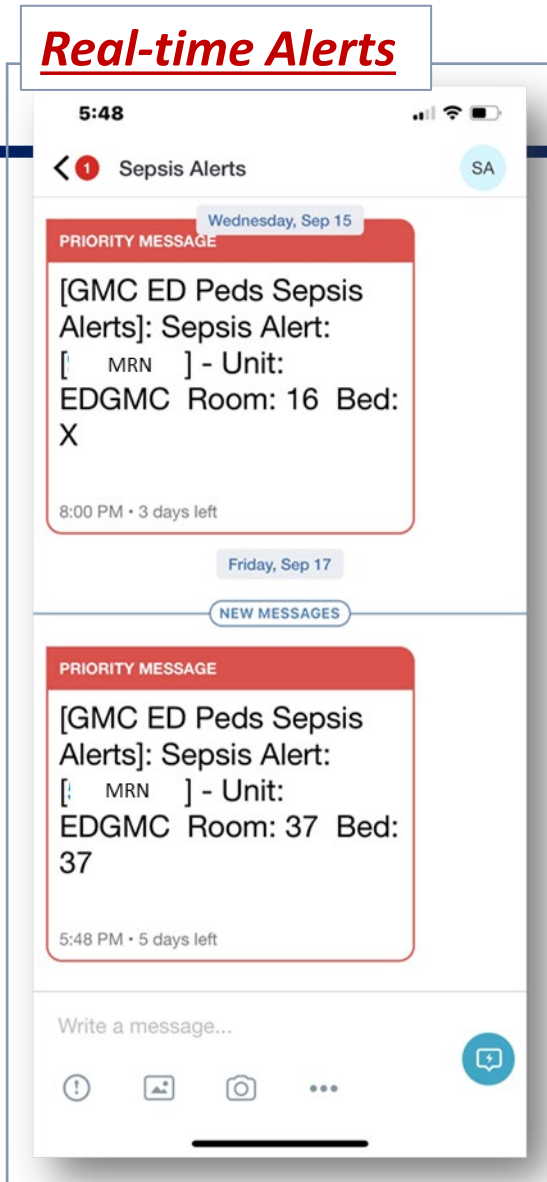 Real-time Alerts
5:48
1 Sepsis Alerts SA
Wednesday, Sep 15
PRIORITY MESSAGE
[GMC ED Peds Sepsis
Alerts]: Sepsis Alert:
[ MRN ] - Unit:
EDGMC Room: 16 Bed:
X
8:00 PM • 3 days left
Friday, Sep 17
NEW MESSAGES
PRIORITY MESSAGE
[GMC ED Peds Sepsis
Alerts]: Sepsis Alert:
[ MRN ] - Unit:
EDGMC Room: 37 Bed:
37
5:48 PM • 5 days left
Write a message...